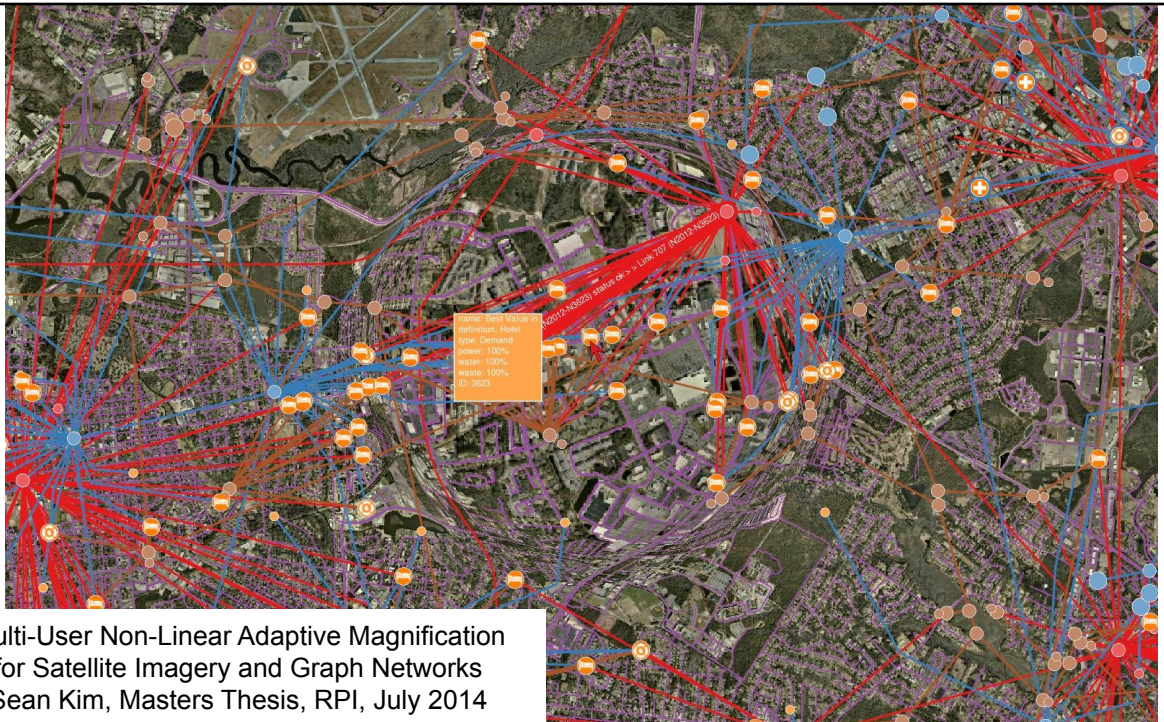 (N2012-N3623) status ok > > Link:707 (N2012-N3623)
name: Best Value In
definition: Hotel
type: Demand
power: 100%
water: 100%
waste: 100%
ID: 3623
ulti-User Non-Linear Adaptive Magnification
for Satellite Imagery and Graph Networks
Sean Kim, Masters Thesis, RPI, July 2014